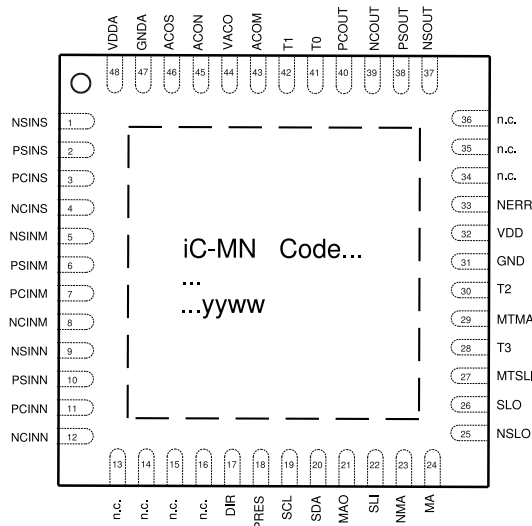 VDDA GNDA ACOS ACON VACO ACOM T1 T0 PCOUT NCOUT PSOUT NSOUT
48 47 46 45 44 43 42 41 40 39 38 37
NSINS 1
PSINS 2
PCINS 3
NCINS 4
NSINM 5
PSINM 6
PCINM 7
NCINM 8
NSINN 9
PSINN 10
PCINN 11
NCINN 12
iC-MN Code...
...
...yyww
36 n.c.
35 n.c.
34 n.c.
33 NERR
32 VDD
31 GND
30 T2
29 MTMA
28 T3
27 MTSLI
26 SLO
25 NSLO
13 14 15 16 17 18 19 20 21 22 23 24
n.c. n.c. n.c. n.c. DIR PRES SCL SDA MAO SLI NMA MA